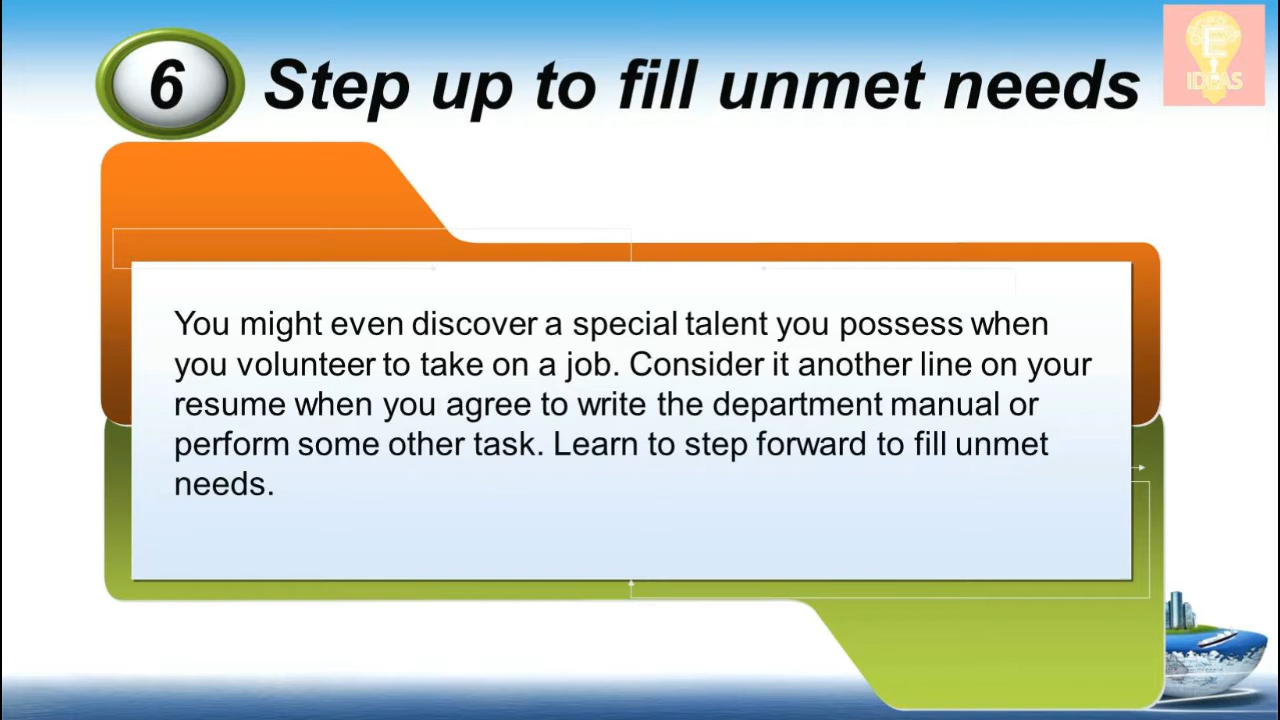 6 Step up to fill unmet needs
E
IDEAS
You might even discover a special talent you possess when
you volunteer to take on a job. Consider it another line on your
resume when you agree to write the department manual or
perform some other task. Learn to step forward to fill unmet
needs.